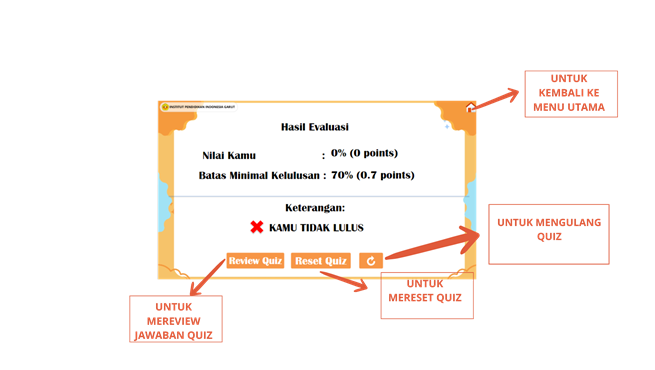 UNTUK
KEMBALI KE
MENU UTAMA
INSTITUT PENDIDIKAN INDONESIA GARUT
Hasil Evaluasi
Nilai Kamu : 0% (0 points)
Batas Minimal Kelulusan : 70% (0.7 points)
Keterangan:
KAMU TIDAK LULUS
Review Quiz Reset Quiz
UNTUK MENGULANG
QUIZ
UNTUK
MERESET QUIZ
UNTUK
MEREVIEW
JAWABAN QUIZ